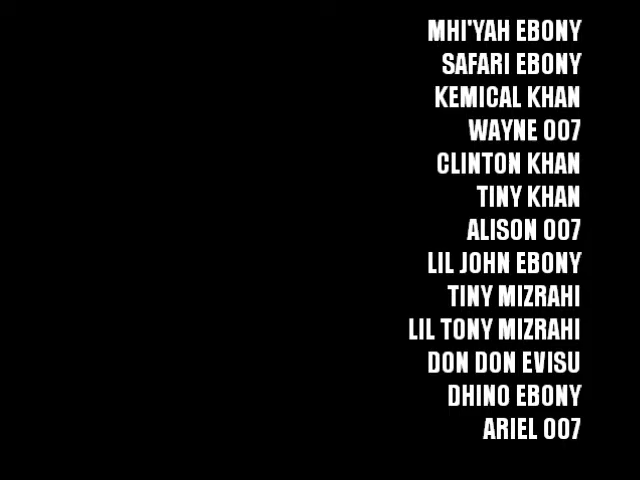 MHI'YAH EBONY
SAFARI EBONY
KEMICAL KHAN
WAYNE 007
CLINTON KHAN
TINY KHAN
ALISON 007
LIL JOHN EBONY
TINY MIZRAHI
LIL TONY MIZRAHI
DON DON EVISU
DHINO EBONY
ARIEL 007